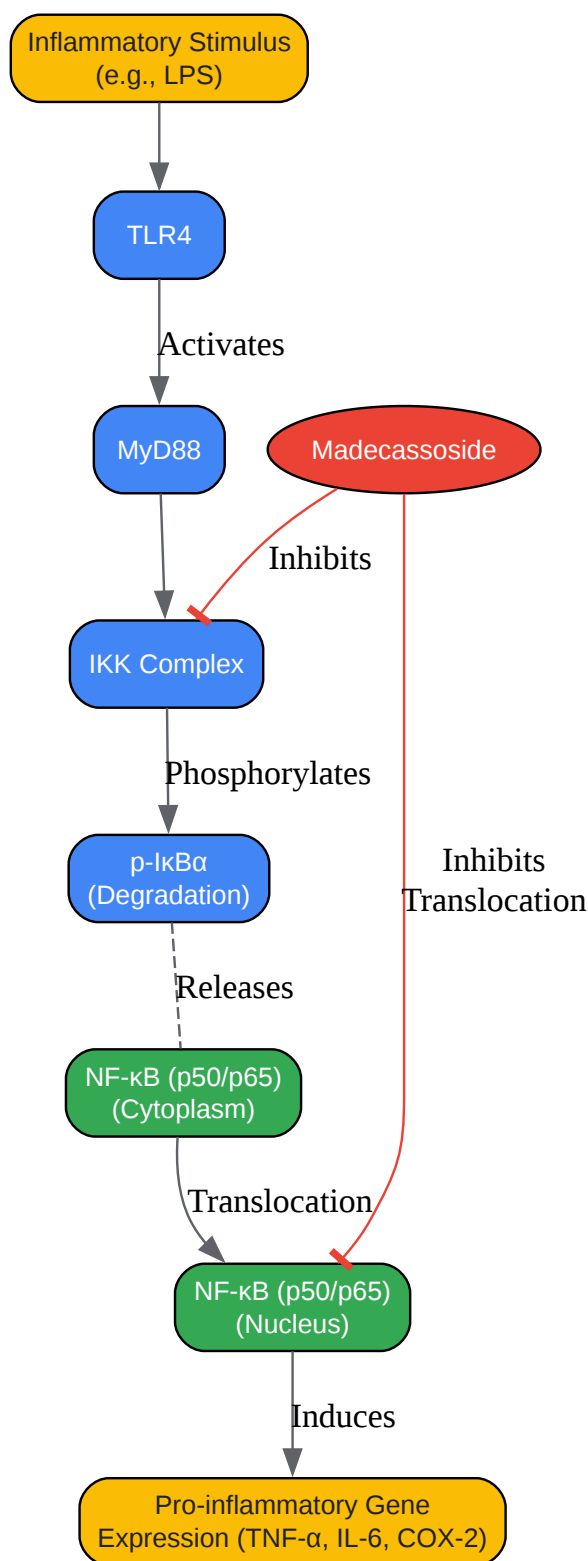 Inflammatory Stimulus
(e.g., LPS)
TLR4
Activates
MyD88
Madecassoside
Inhibits
IKK Complex
Phosphorylates
p-IκBα
(Degradation)
Inhibits
Translocation
Releases
NF-κB (p50/p65)
(Cytoplasm)
Translocation
NF-κB (p50/p65)
(Nucleus)
Induces
Pro-inflammatory Gene
Expression (TNF-α, IL-6, COX-2)